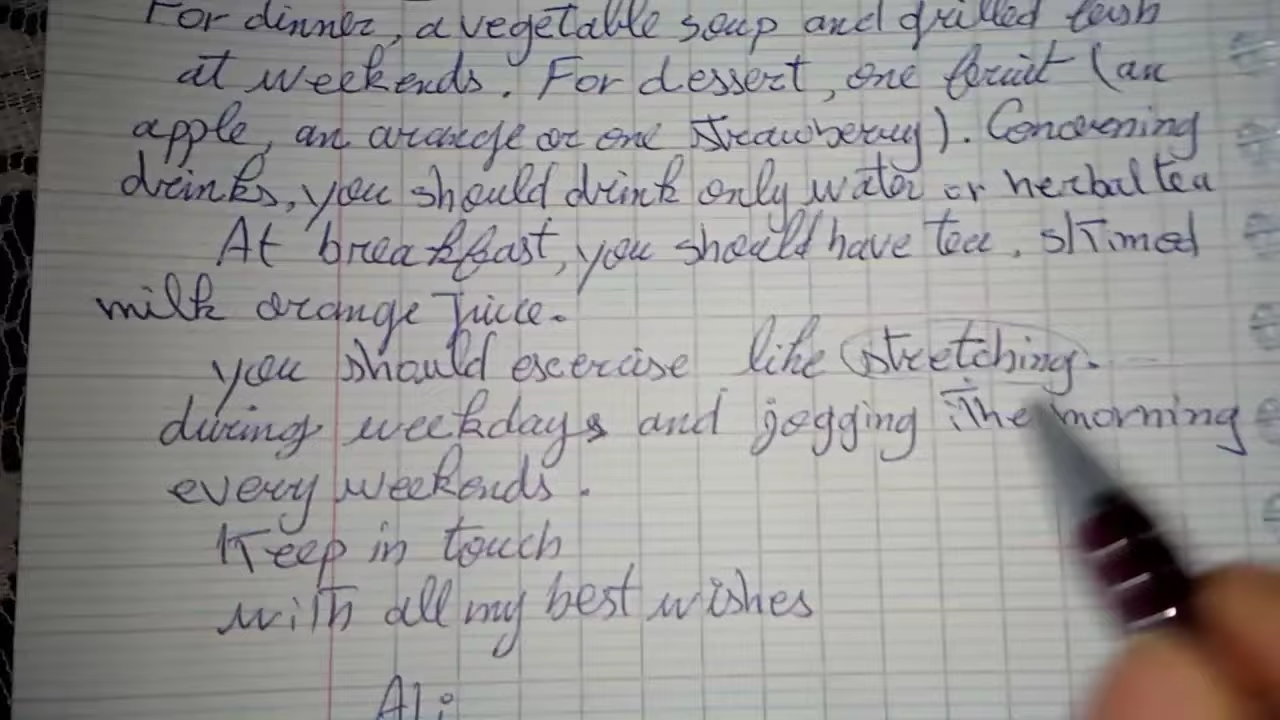 For dinner, a vegetable soup and grilled fish
at weekends. For dessert, one fruit (an
apple, an orange or one strawberry). Concerning
drinks, you should drink only water or herbal tea
At breakfast, you should have tea, skimed
milk orange juice.
you should exercise like stretching.
during weekdays and jogging in the morning
every weekends.
Keep in touch
with all my best wishes
Ali